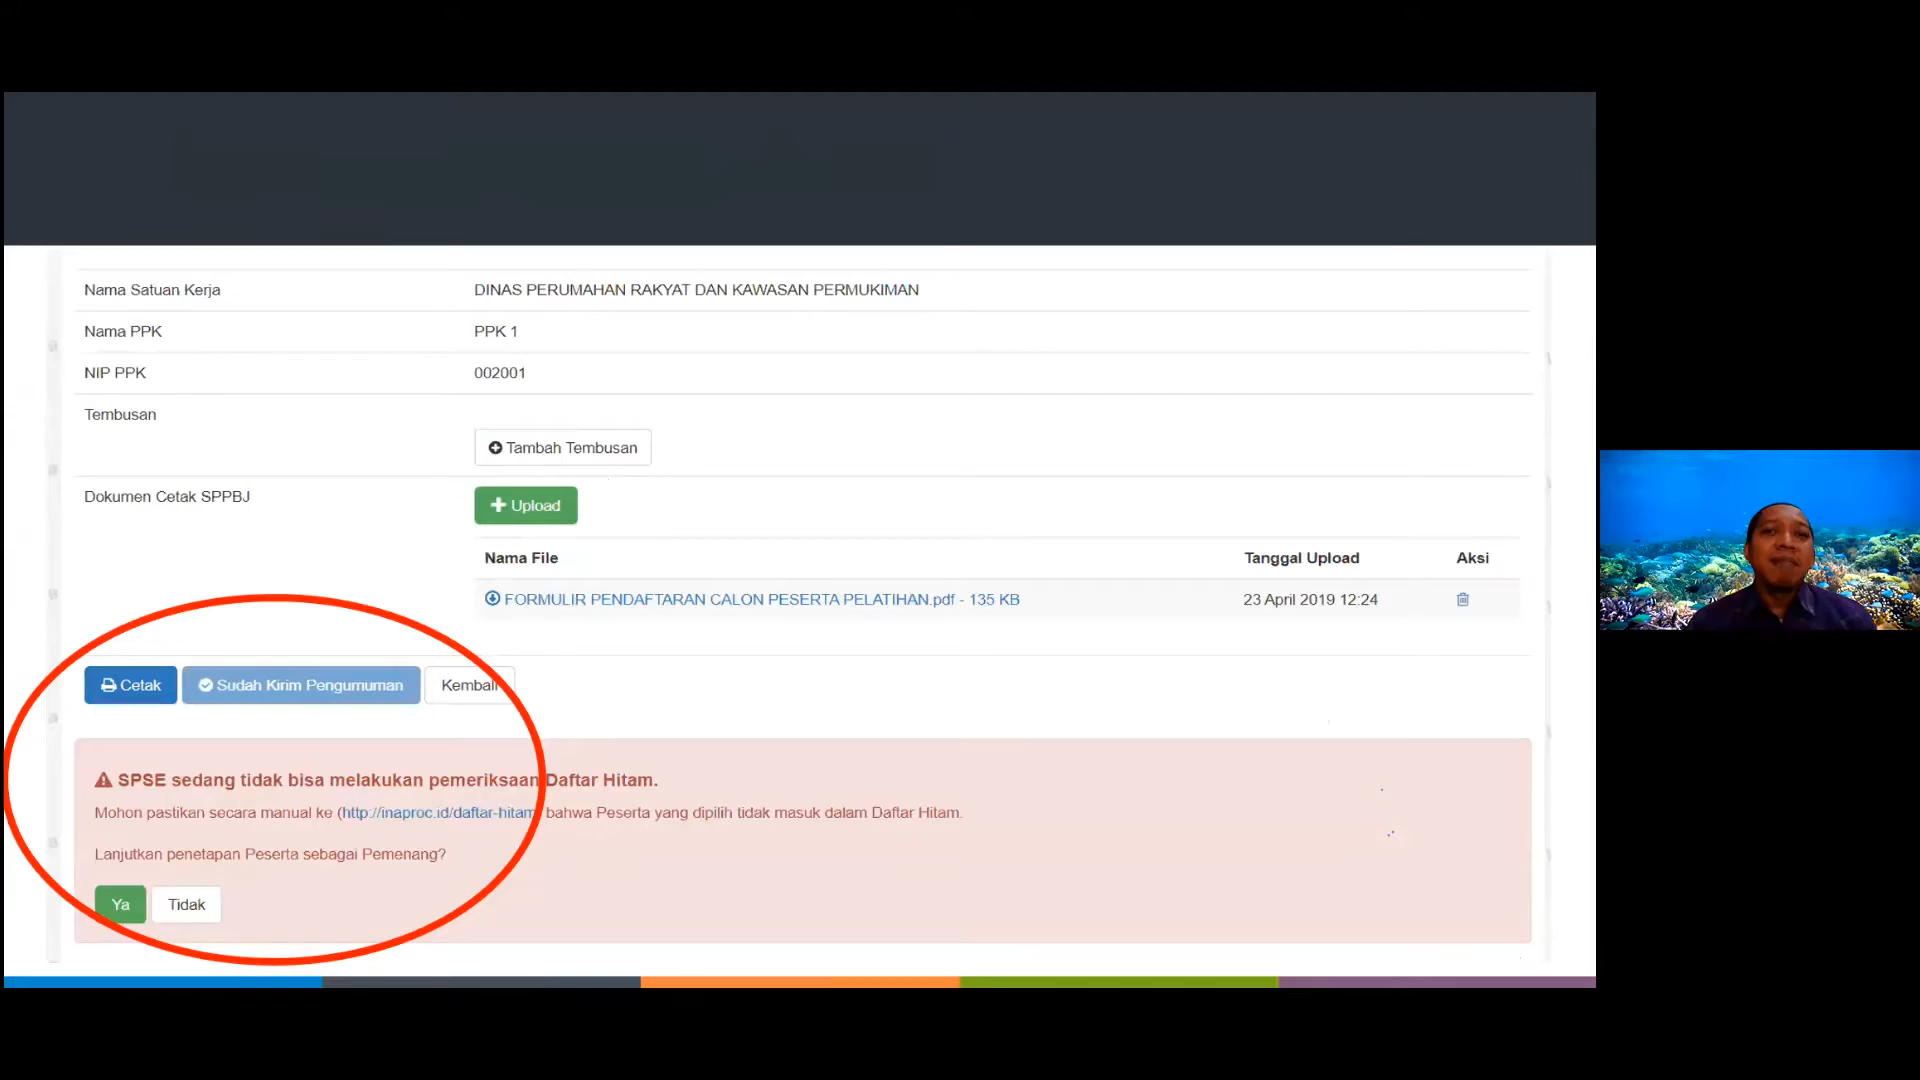 Nama Satuan Kerja DINAS PERUMAHAN RAKYAT DAN KAWASAN PERMUKIMAN
Nama PPK PPK 1
NIP PPK 002001
Tembusan
Tambah Tembusan
Dokumen Cetak SPPBJ
Upload
Nama File Tanggal Upload Aksi
FORMULIR PENDAFTARAN CALON PESERTA PELATIHAN.pdf - 135 KB 23 April 2019 12:24
Cetak Sudah Kirim Pengumuman Kembali
SPSE sedang tidak bisa melakukan pemeriksaan Daftar Hitam.
Mohon pastikan secara manual ke (http://inaproc.id/daftar-hitam) bahwa Peserta yang dipilih tidak masuk dalam Daftar Hitam.
Lanjutkan penetapan Peserta sebagai Pemenang?
Ya Tidak